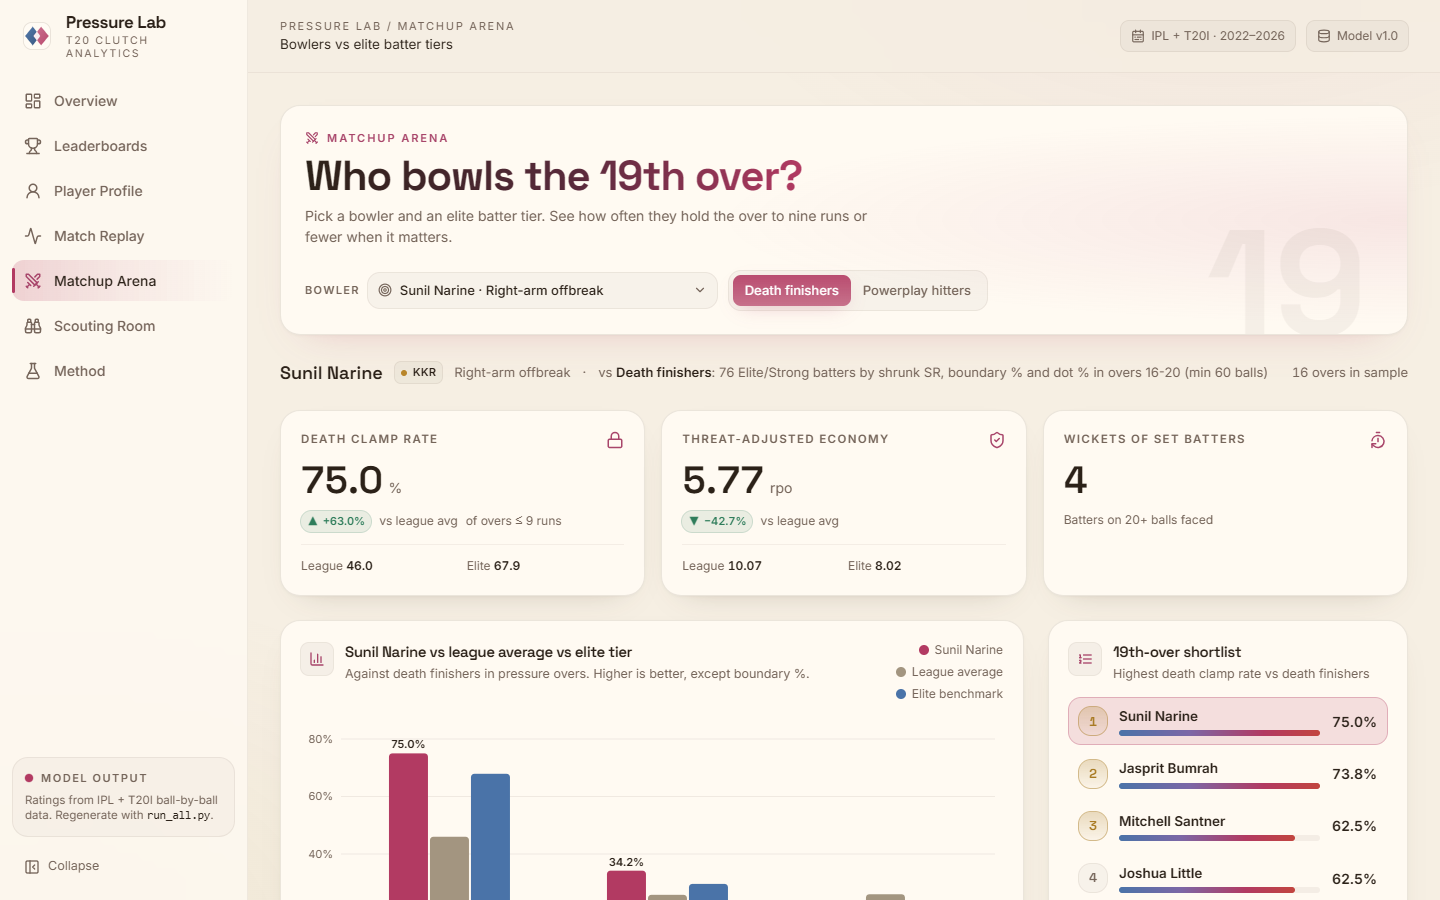 Pressure Lab
T20 CLUTCH
ANALYTICS
Overview
Leaderboards
Player Profile
Match Replay
Matchup Arena
Scouting Room
Method
MODEL OUTPUT
Ratings from IPL + T20I ball-by-ball
data. Regenerate with run_all.py.
Collapse
PRESSURE LAB / MATCHUP ARENA
Bowlers vs elite batter tiers
IPL + T20I · 2022–2026
Model v1.0
MATCHUP ARENA
Who bowls the 19th over?
Pick a bowler and an elite batter tier. See how often they hold the over to nine runs or
fewer when it matters.
BOWLER
Sunil Narine · Right-arm offbreak
Death finishers
Powerplay hitters
19
Sunil Narine
KKR
Right-arm offbreak · vs Death finishers: 76 Elite/Strong batters by shrunk SR, boundary % and dot % in overs 16-20 (min 60 balls)
16 overs in sample
DEATH CLAMP RATE
75.0 %
▲ +63.0% vs league avg of overs ≤ 9 runs
League 46.0
Elite 67.9
THREAT-ADJUSTED ECONOMY
5.77 rpo
▼ −42.7% vs league avg
League 10.07
Elite 8.02
WICKETS OF SET BATTERS
4
Batters on 20+ balls faced
Sunil Narine vs league average vs elite tier
Against death finishers in pressure overs. Higher is better, except boundary %.
Sunil Narine
League average
Elite benchmark
80%
75.0%
60%
40%
34.2%
19th-over shortlist
Highest death clamp rate vs death finishers
1
Sunil Narine
75.0%
2
Jasprit Bumrah
73.8%
3
Mitchell Santner
62.5%
4
Joshua Little
62.5%